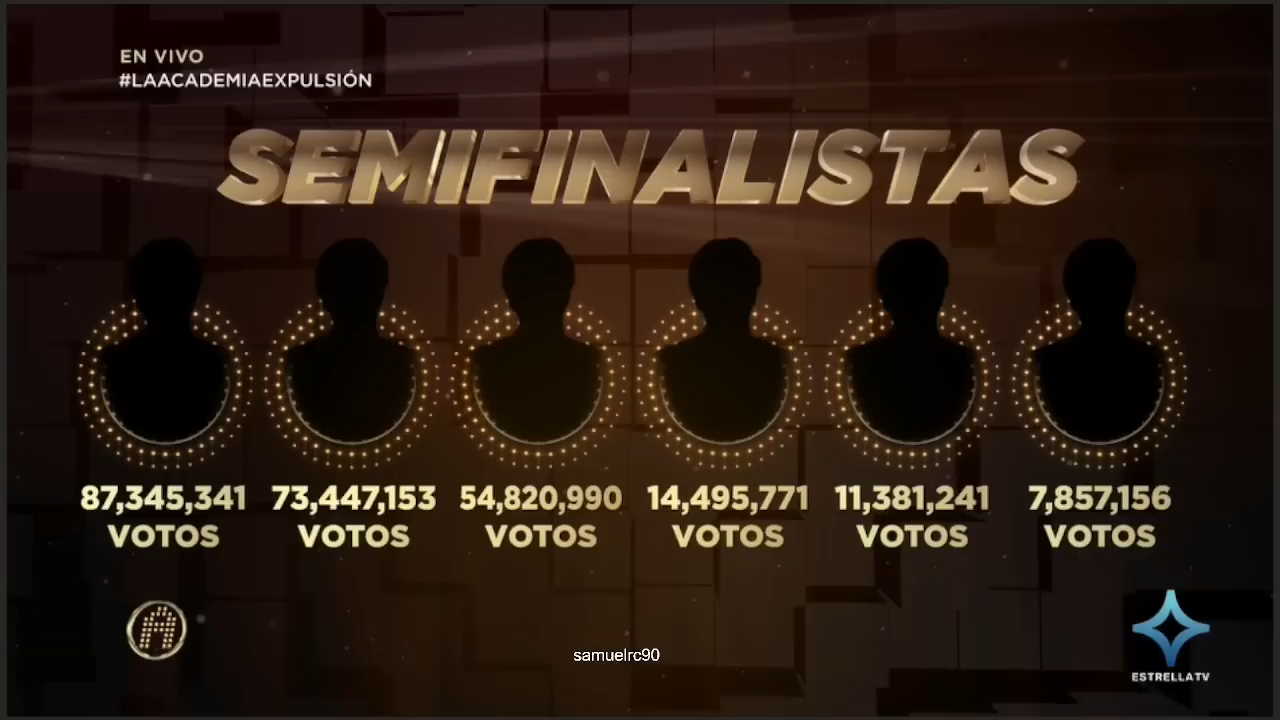 EN VIVO
#LAACADEMIAEXPULSIÓN
SEMIFINALISTAS
87,345,341 73,447,153 54,820,990 14,495,771 11,381,241 7,857,156
VOTOS VOTOS VOTOS VOTOS VOTOS VOTOS
A
samuelrc90
ESTRELLATV